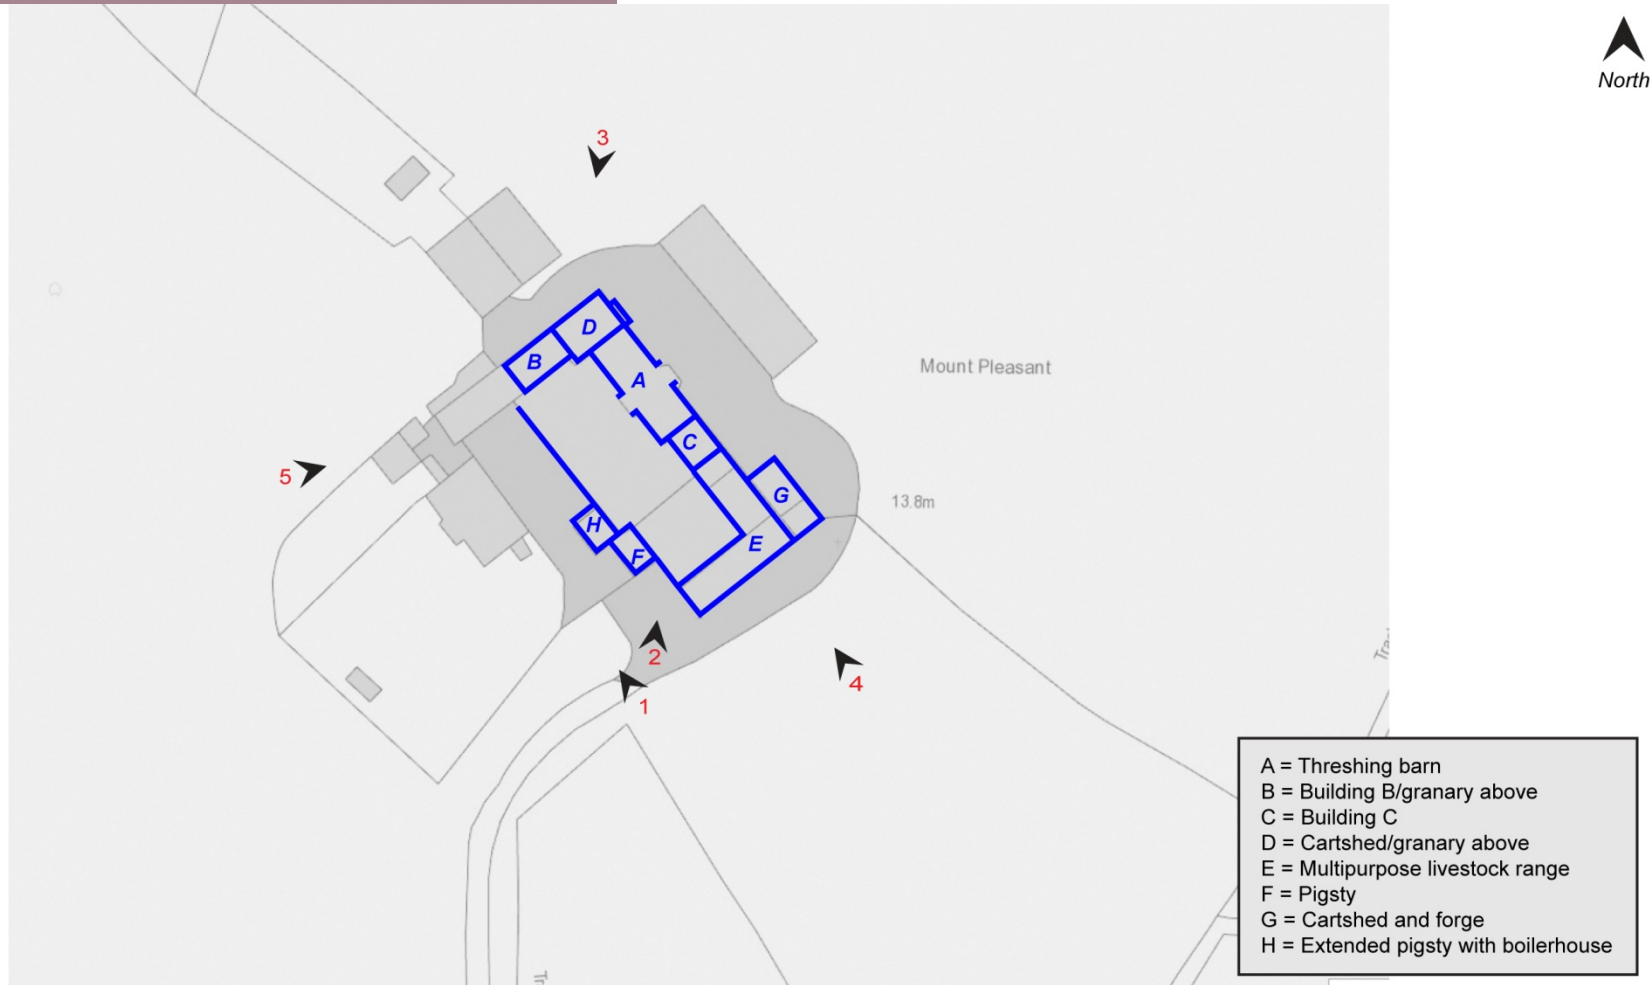 North
3
D
B
A
Mount Pleasant
C
5
G
13.8m
H
E
F
2
4
1
A = Threshing barn
B = Building B/granary above
C = Building C
D = Cartshed/granary above
E = Multipurpose livestock range
F = Pigsty
G = Cartshed and forge
H = Extended pigsty with boilerhouse